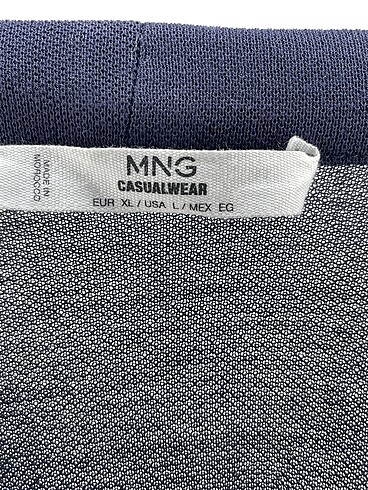 MADE IN
MOROCCO
MNG
CASUALWEAR
EUR XL / USA L / MEX EG